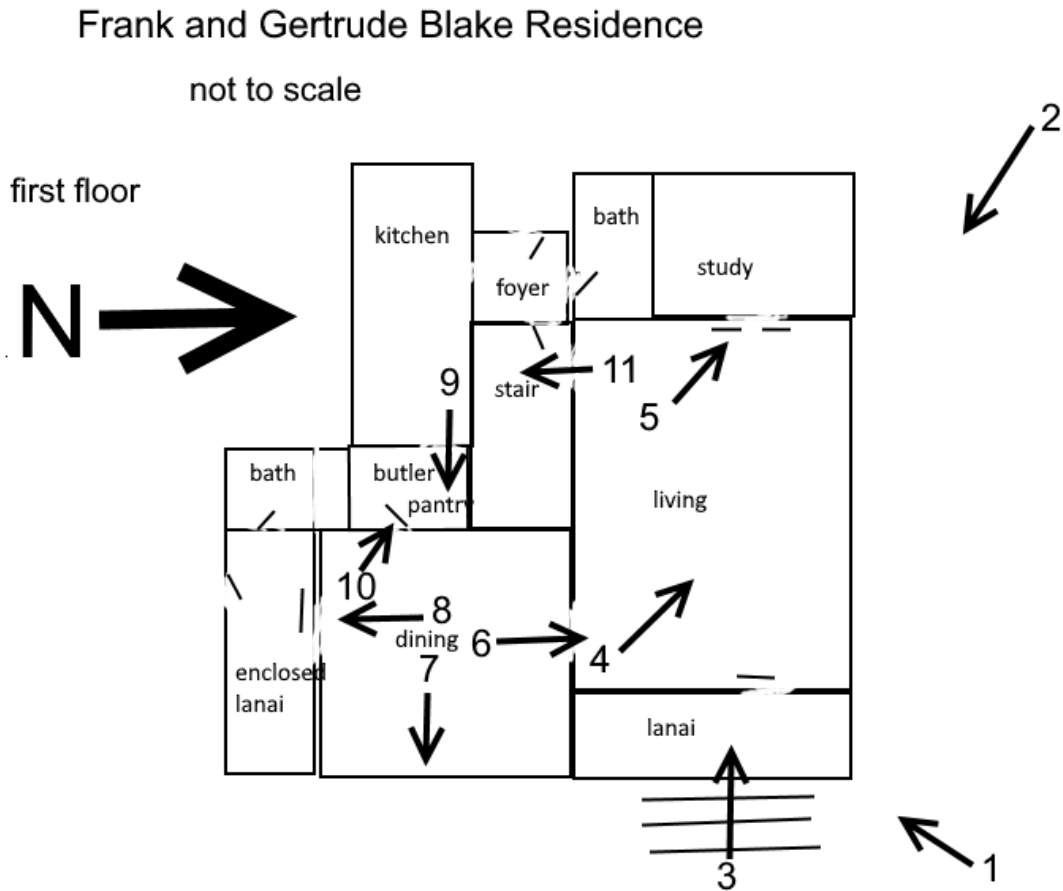 Frank and Gertrude Blake Residence
not to scale
2
first floor
bath
kitchen
study
foyer
N
9
11
stair
5
bath
butler
pantry
living
10
8
dining
6
4
7
enclosed
lanai
lanai
3
1